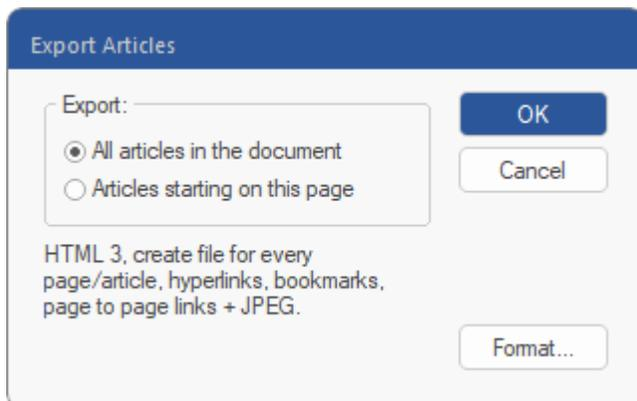 Export Articles
Export:
All articles in the document
Articles starting on this page
OK
Cancel
HTML 3, create file for every
page/article, hyperlinks, bookmarks,
page to page links + JPEG.
Format...